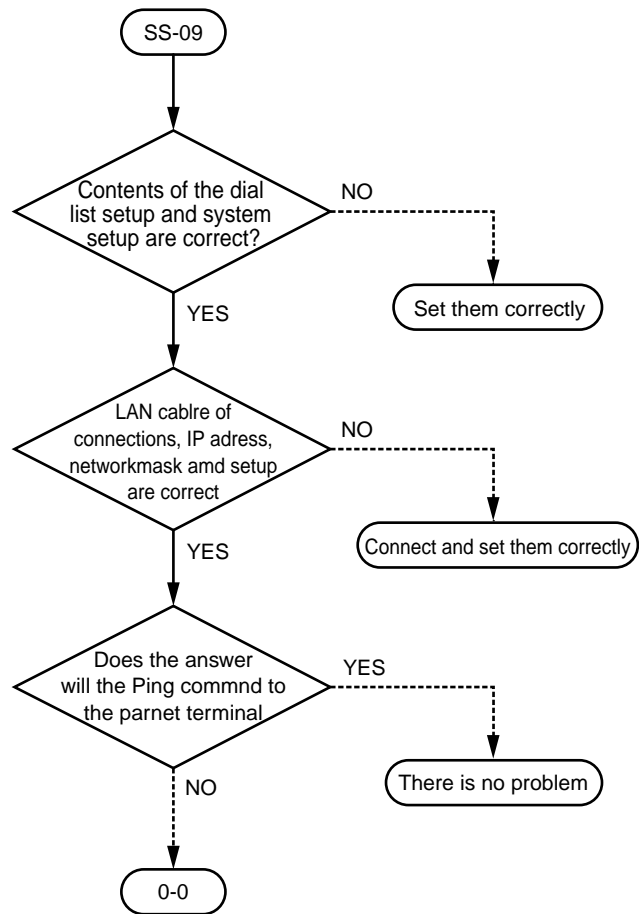 SS-09
Contents of the dial
list setup and system
setup are correct?
NO
Set them correctly
YES
LAN cablre of
connections, IP adress,
networkmask amd setup
are correct
NO
Connect and set them correctly
YES
Does the answer
will the Ping commnd to
the parnet terminal
YES
There is no problem
NO
0-0